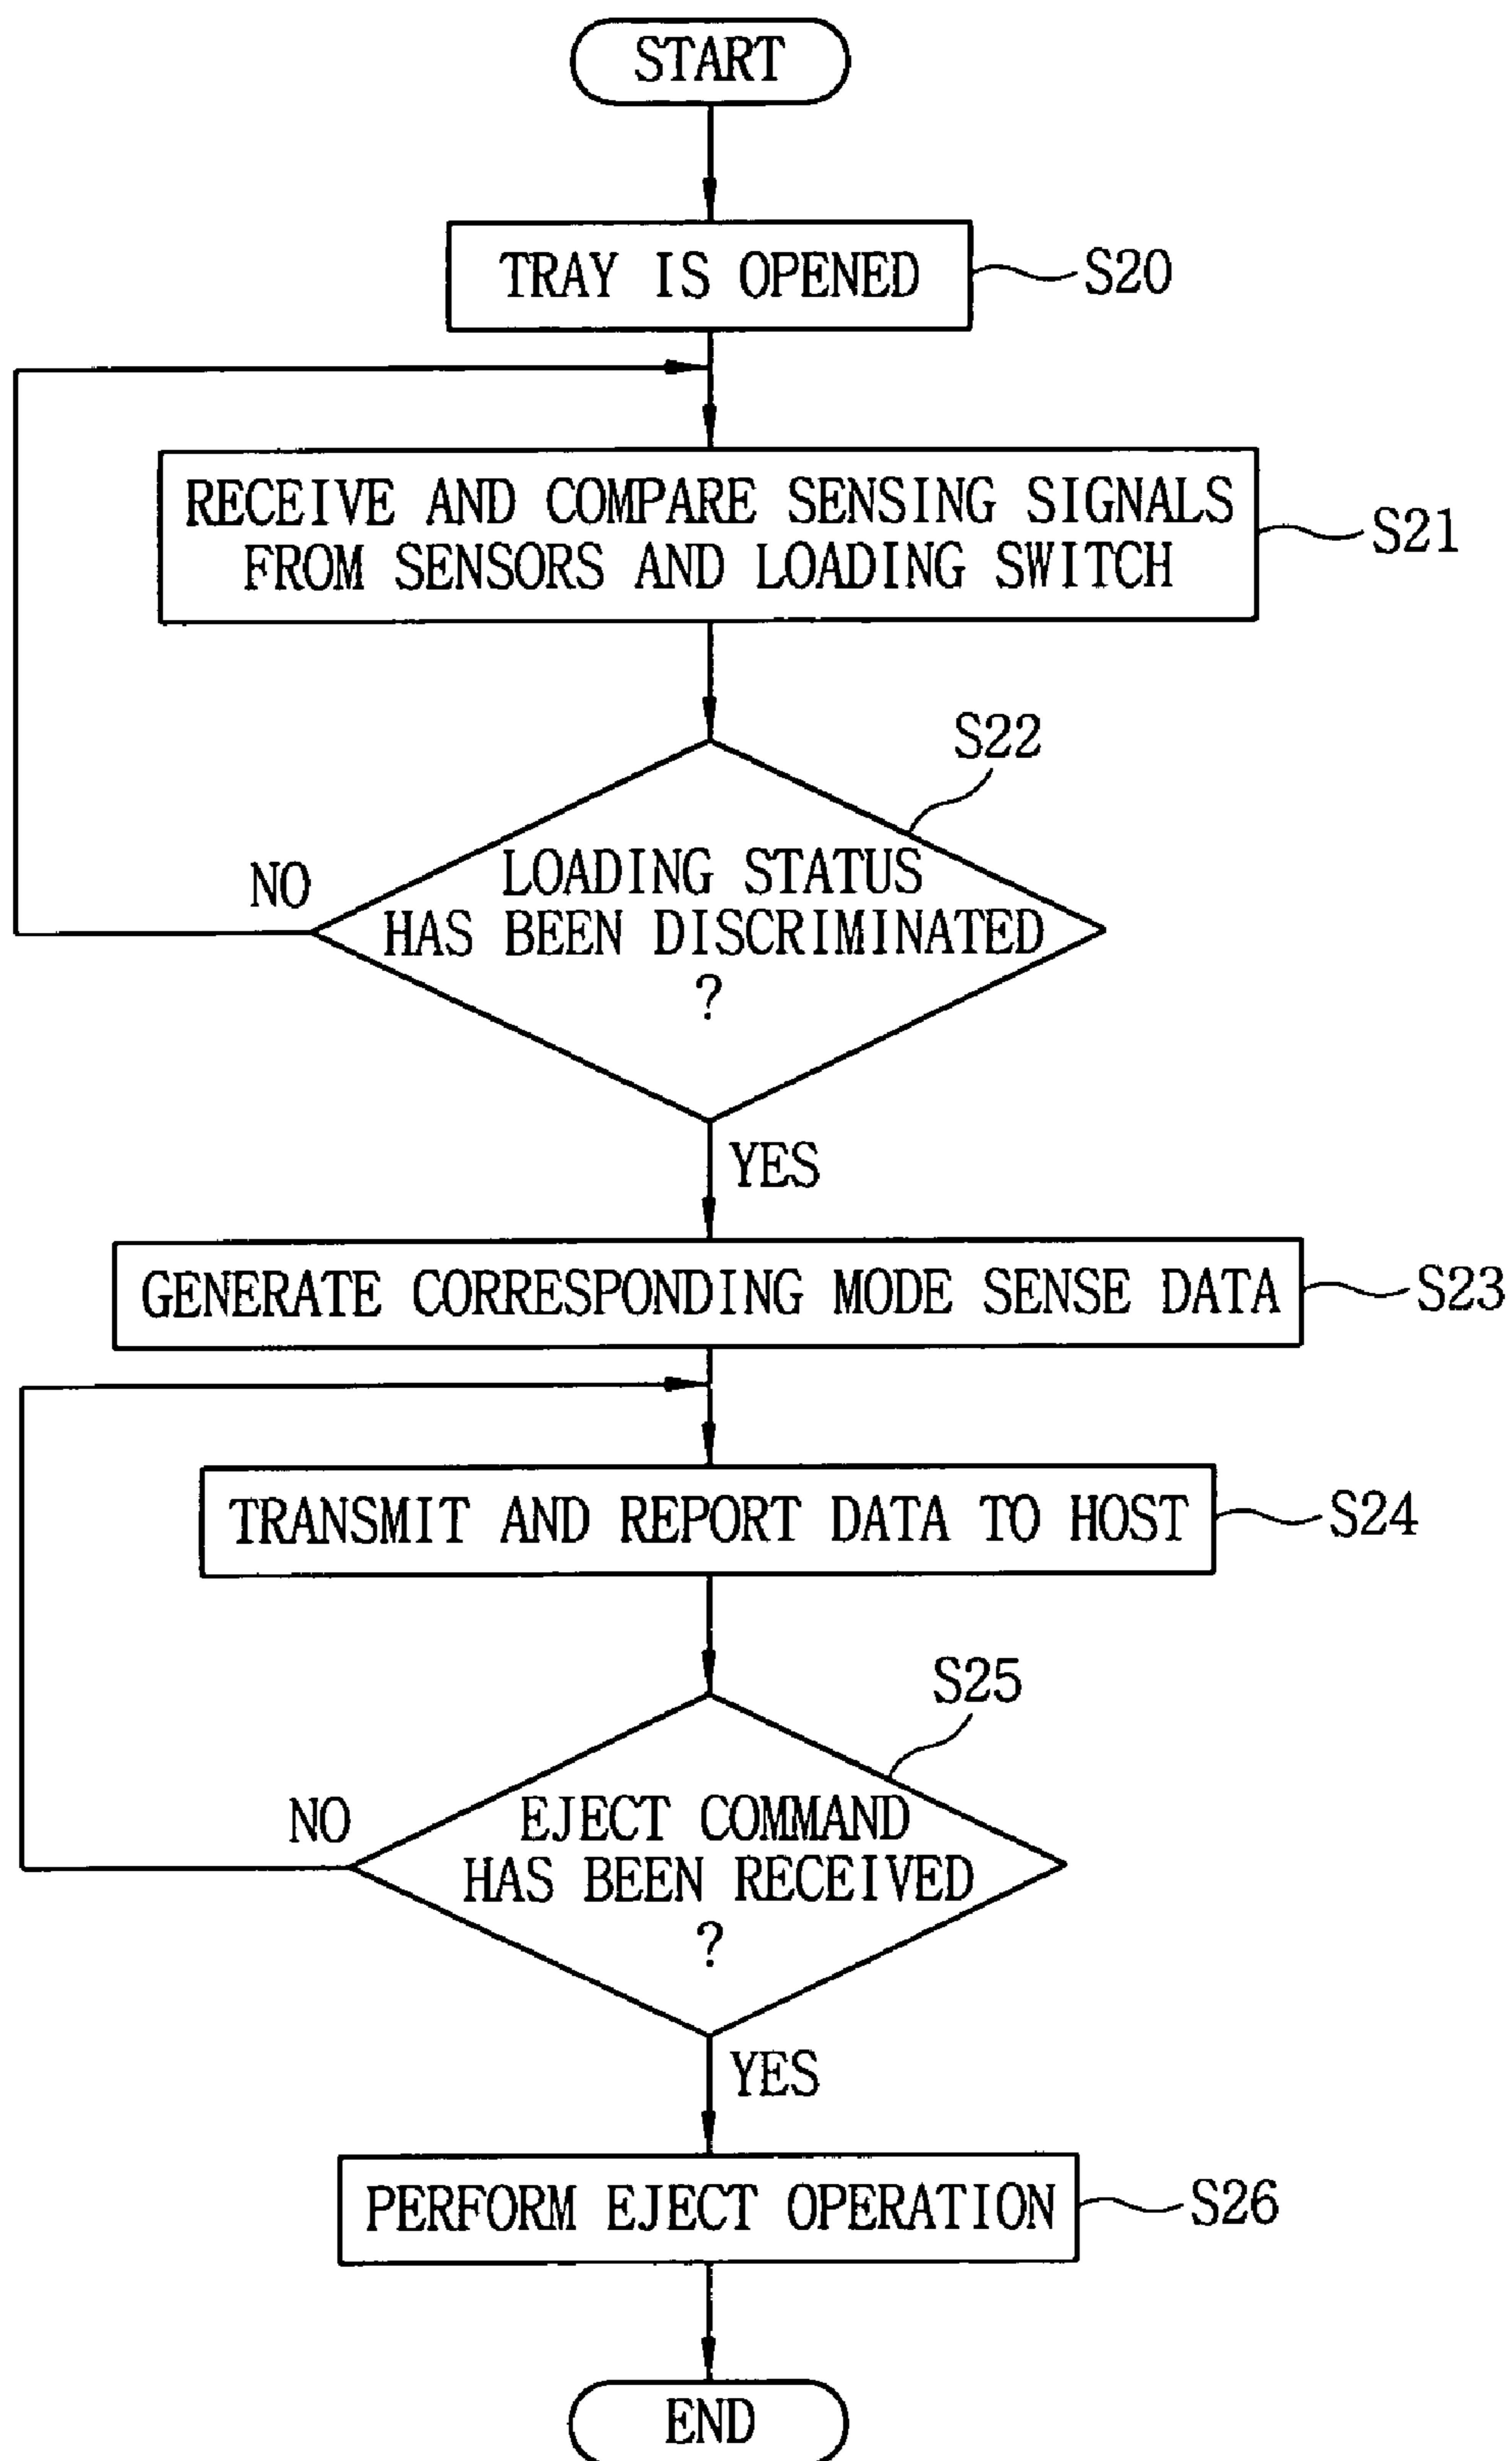 START
TRAY IS OPENED
S20
RECEIVE AND COMPARE SENSING SIGNALS
FROM SENSORS AND LOADING SWITCH
S21
S22
LOADING STATUS
HAS BEEN DISCRIMINATED
?
NO
YES
GENERATE CORRESPONDING MODE SENSE DATA
S23
TRANSMIT AND REPORT DATA TO HOST
S24
S25
EJECT COMMAND
HAS BEEN RECEIVED
?
NO
YES
PERFORM EJECT OPERATION
S26
END